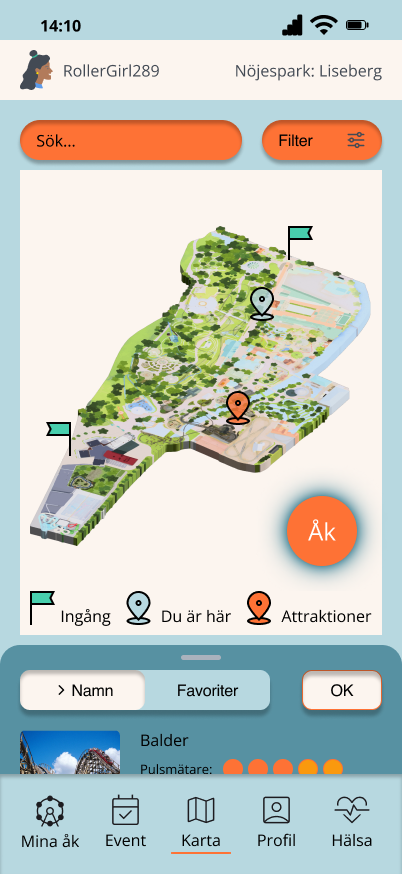 14:10
RollerGirl289 Nöjespark: Liseberg
Sök... Filter
Åk
Ingång Du är här Attraktioner
> Namn Favoriter OK
Balder
Pulsmätare:
Mina åk Event Karta Profil Hälsa